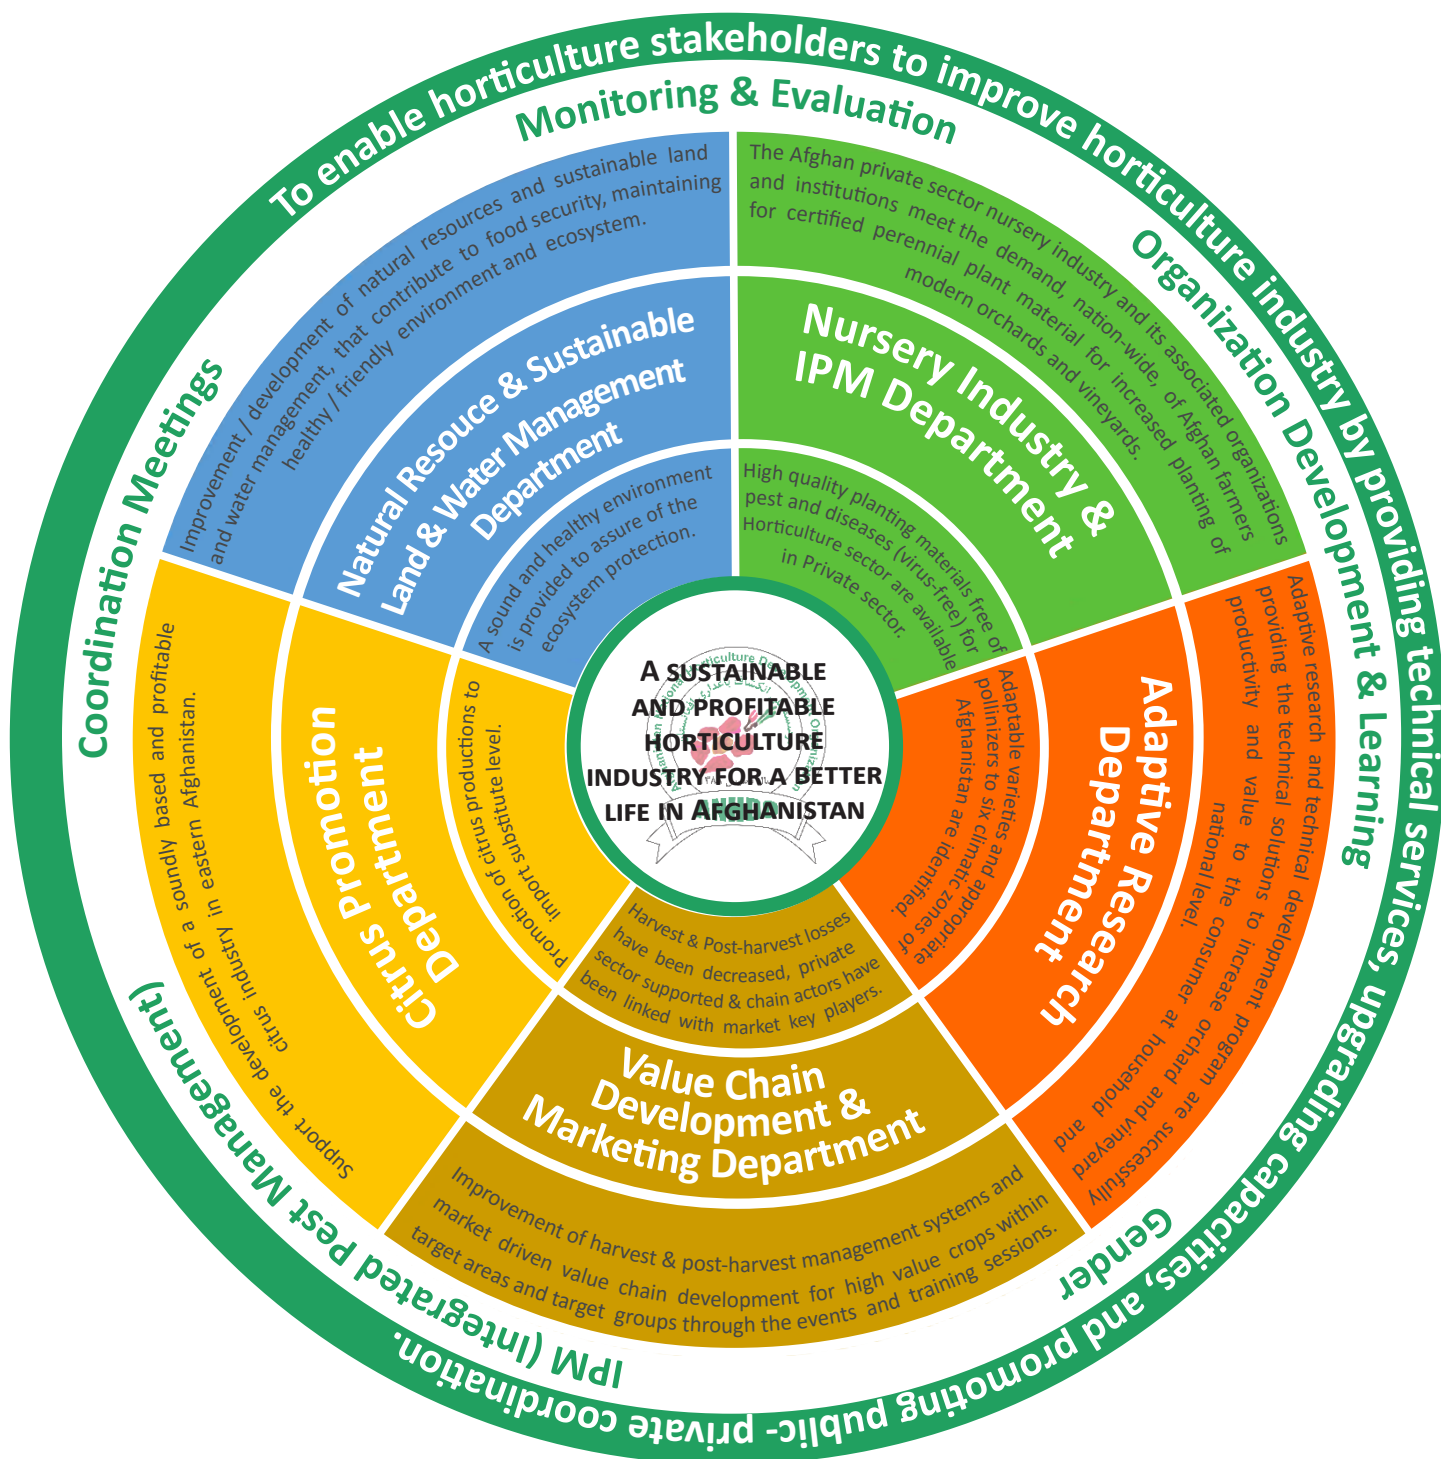 To enable horticulture stakeholders to improve horticulture industry by providing technical services, upgrading capacities, and promoting public- private coordination.
Monitoring & Evaluation
Organization Development & Learning
Gender
IPM (Integrated Pest Management)
Coordination Meetings
The Afghan private sector nursery industry and its associated organizations
and institutions meet the demand, nation-wide, of Afghan farmers
for certified perennial plant material for increased planting of
modern orchards and vineyards.
Nursery Industry &
IPM Department
High quality planting materials free of
pest and diseases (virus-free) for
Horticulture sector are available
in Private sector.
Adaptive research and technical development program are successfully
providing the technical solutions to increase orchard and vineyard
productivity and value to the consumer at household and
national level.
Adaptive Research
Department
Adaptable varieties and appropriate
pollinizers to six climatic zones of
Afghanistan are identified.
Harvest & Post-harvest losses
have been decreased, private
sector supported & chain actors have
been linked with market key players.
Value Chain
Development &
Marketing Department
Improvement of harvest & post-harvest management systems and
market driven value chain development for high value crops within
target areas and target groups through the events and training sessions.
Support the development of a soundly based and profitable
citrus industry in eastern Afghanistan.
Citrus Promotion
Department
Promotion of citrus productions to
import substitute level.
Improvement / development of natural resources and sustainable land
and water management, that contribute to food security, maintaining
healthy / friendly environment and ecosystem.
Natural Resouce & Sustainable
Land & Water Management
Department
A sound and healthy environment
is provided to assure of the
ecosystem protection.
A SUSTAINABLE
AND PROFITABLE
HORTICULTURE
INDUSTRY FOR A BETTER
LIFE IN AFGHANISTAN
Afghanistan National Horticulture Development Organization
ANHDO